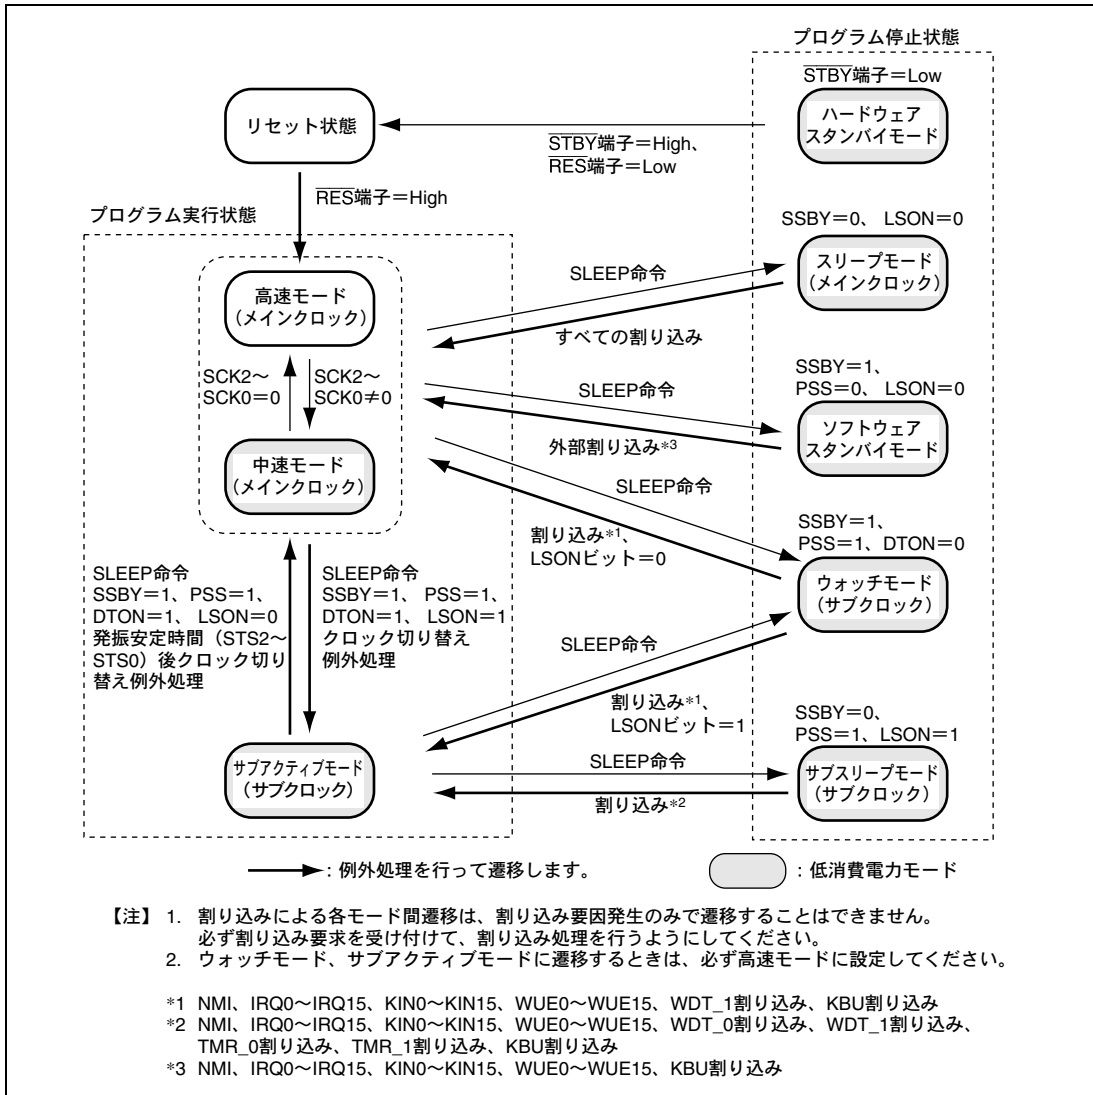 プログラム停止状態
STBY端子＝Low
ハードウェア
スタンバイモード
リセット状態
STBY端子＝High、
RES端子＝Low
RES端子＝High
プログラム実行状態
SSBY＝0、 LSON＝0
スリープモード
（メインクロック）
SLEEP命令
すべての割り込み
高速モード
（メインクロック）
SCK2～
SCK0＝0
SCK2～
SCK0≠0
SSBY＝1、
PSS＝0、 LSON＝0
ソフトウェア
スタンバイモード
SLEEP命令
外部割り込み*3
中速モード
（メインクロック）
SLEEP命令
割り込み*1、
LSONビット＝0
SSBY＝1、
PSS＝1、DTON＝0
ウォッチモード
（サブクロック）
SLEEP命令
SSBY＝1、PSS＝1、
DTON＝1、 LSON＝0
発振安定時間（STS2～
STS0）後クロック切り
替え例外処理
SLEEP命令
SSBY＝1、 PSS＝1、
DTON＝1、 LSON＝1
クロック切り替え
例外処理
SLEEP命令
割り込み*1、
LSONビット＝1
SSBY＝0、
PSS＝1、LSON＝1
サブスリープモード
（サブクロック）
サブアクティブモード
（サブクロック）
SLEEP命令
割り込み*2
：例外処理を行って遷移します。
：低消費電力モード
【注】 1. 割り込みによる各モード間遷移は、割り込み要因発生のみで遷移することはできません。
必ず割り込み要求を受け付けて、割り込み処理を行うようにしてください。
2. ウォッチモード、サブアクティブモードに遷移するときは、必ず高速モードに設定してください。
*1 NMI、IRQ0～IRQ15、KIN0～KIN15、WUE0～WUE15、WDT_1割り込み、KBU割り込み
*2 NMI、IRQ0～IRQ15、KIN0～KIN15、WUE0～WUE15、WDT_0割り込み、WDT_1割り込み、
TMR_0割り込み、TMR_1割り込み、KBU割り込み
*3 NMI、IRQ0～IRQ15、KIN0～KIN15、WUE0～WUE15、KBU割り込み